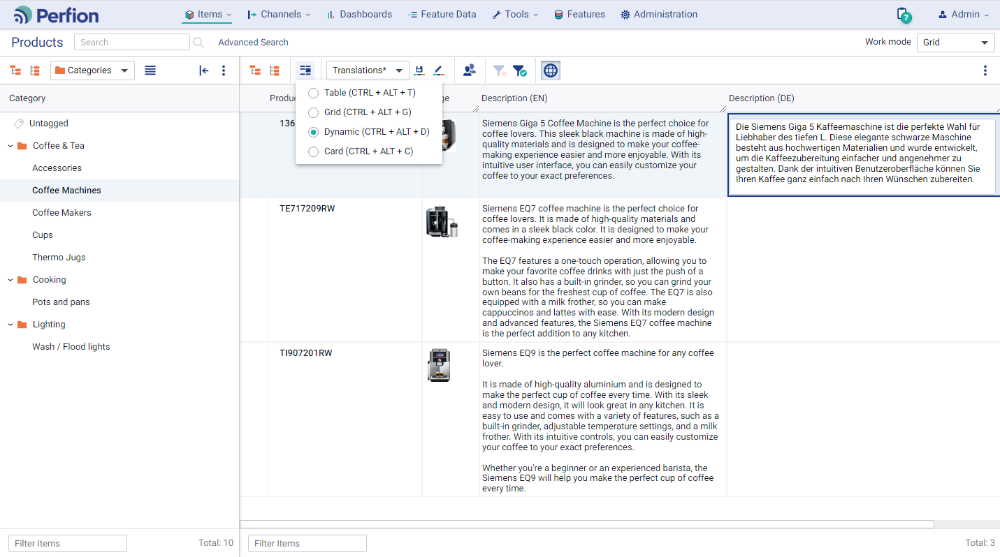 Perfion
Items
Channels
Dashboards
Feature Data
Tools
Features
Administration
7
Admin
Products
Search
Advanced Search
Work mode
Grid
Categories
Translations*
Category
Description (EN)
Description (DE)
Table (CTRL + ALT + T)
Grid (CTRL + ALT + G)
Dynamic (CTRL + ALT + D)
Card (CTRL + ALT + C)
Untagged
Coffee & Tea
Accessories
Coffee Machines
Coffee Makers
Cups
Thermo Jugs
Cooking
Pots and pans
Lighting
Wash / Flood lights
136
Siemens Giga 5 Coffee Machine is the perfect choice for
coffee lovers. This sleek black machine is made of high-
quality materials and is designed to make your coffee-
making experience easier and more enjoyable. With its
intuitive user interface, you can easily customize your
coffee to your exact preferences.
Die Siemens Giga 5 Kaffeemaschine ist die perfekte Wahl für
Liebhaber des tiefen L. Diese elegante schwarze Maschine
besteht aus hochwertigen Materialien und wurde entwickelt,
um die Kaffeezubereitung einfacher und angenehmer zu
gestalten. Dank der intuitiven Benutzeroberfläche können Sie
Ihren Kaffee ganz einfach nach Ihren Wünschen zubereiten.
TE717209RW
Siemens EQ7 coffee machine is the perfect choice for
coffee lovers. It is made of high-quality materials and
comes in a sleek black color. It is designed to make your
coffee-making experience easier and more enjoyable.
The EQ7 features a one-touch operation, allowing you to
make your favorite coffee drinks with just the push of a
button. It also has a built-in grinder, so you can grind your
own beans for the freshest cup of coffee. The EQ7 is also
equipped with a milk frother, so you can make
cappuccinos and lattes with ease. With its modern design
and advanced features, the Siemens EQ7 coffee machine
is the perfect addition to any kitchen.
TI907201RW
Siemens EQ9 is the perfect coffee machine for any coffee
lover.
It is made of high-quality aluminium and is designed to
make the perfect cup of coffee every time. With its sleek
and modern design, it will look great in any kitchen. It is
easy to use and comes with a variety of features, such as a
built-in grinder, adjustable temperature settings, and a milk
frother. With its intuitive controls, you can easily customize
your coffee to your exact preferences.
Whether you're a beginner or an experienced barista, the
Siemens EQ9 will help you make the perfect cup of coffee
every time.
Filter Items
Total: 10
Filter Items
Total: 3